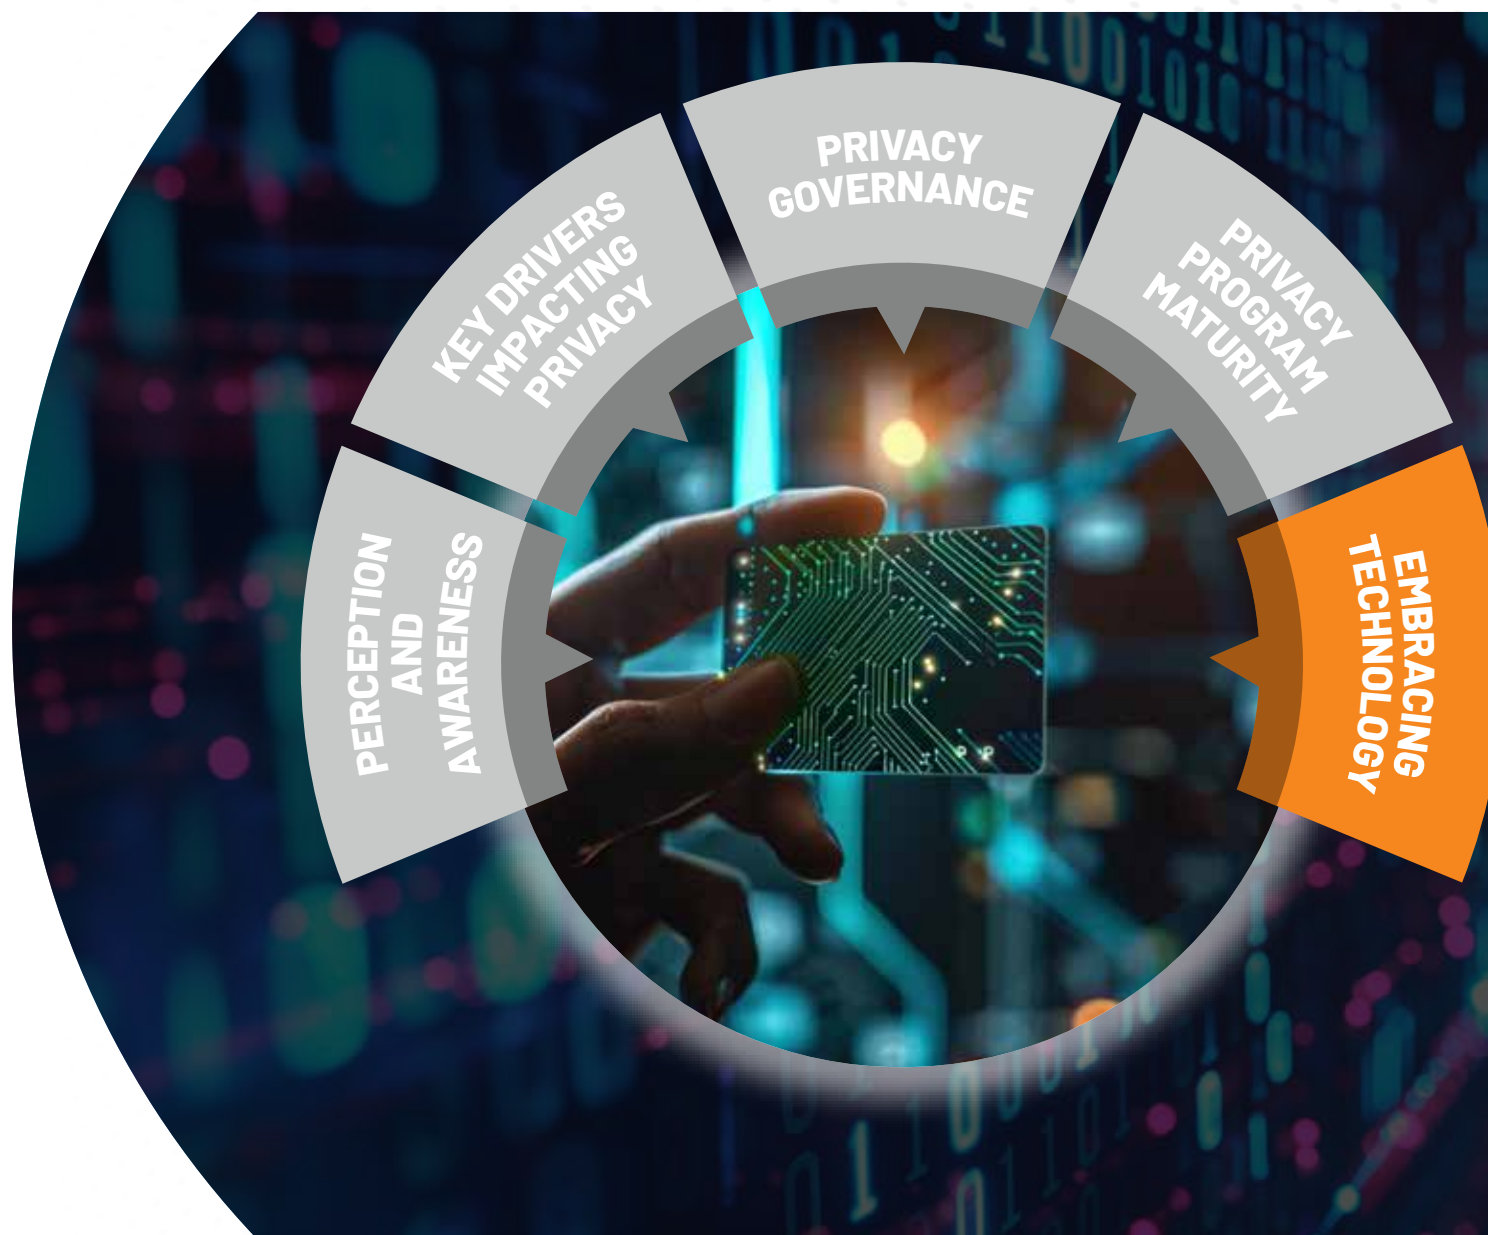 PERCEPTION
AND
AWARENESS
KEY DRIVERS
IMPACTING
PRIVACY
PRIVACY
GOVERNANCE
PRIVACY
PROGRAM
MATURITY
EMBRACING
TECHNOLOGY